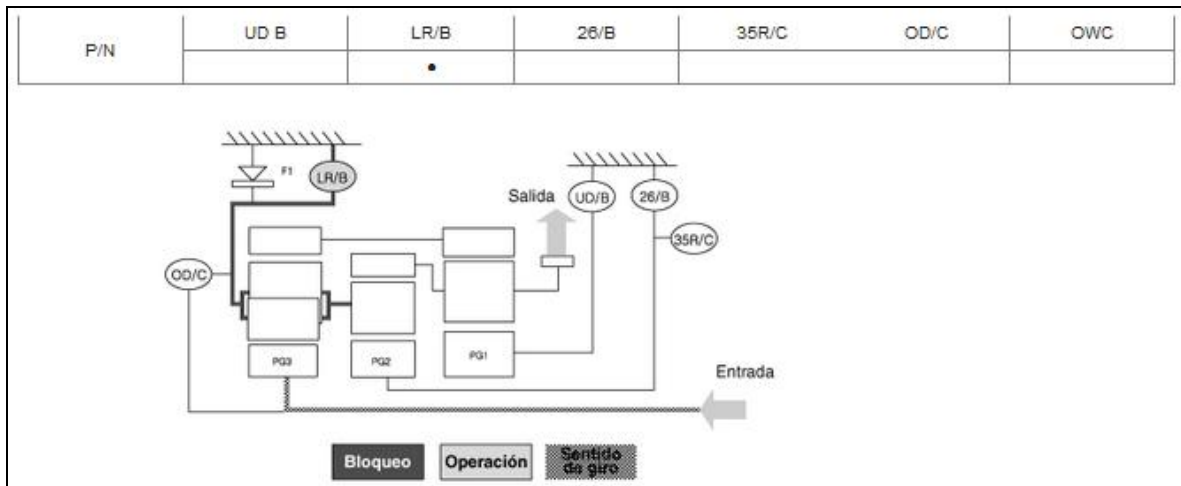 P/N UD B LR/B 26/B 35R/C OD/C OWC
•
F1
LR/B
Salida
UD/B
26/B
35R/C
OD/C
PG3
PG2
PG1
Entrada
Bloqueo Operación Sentido
de giro